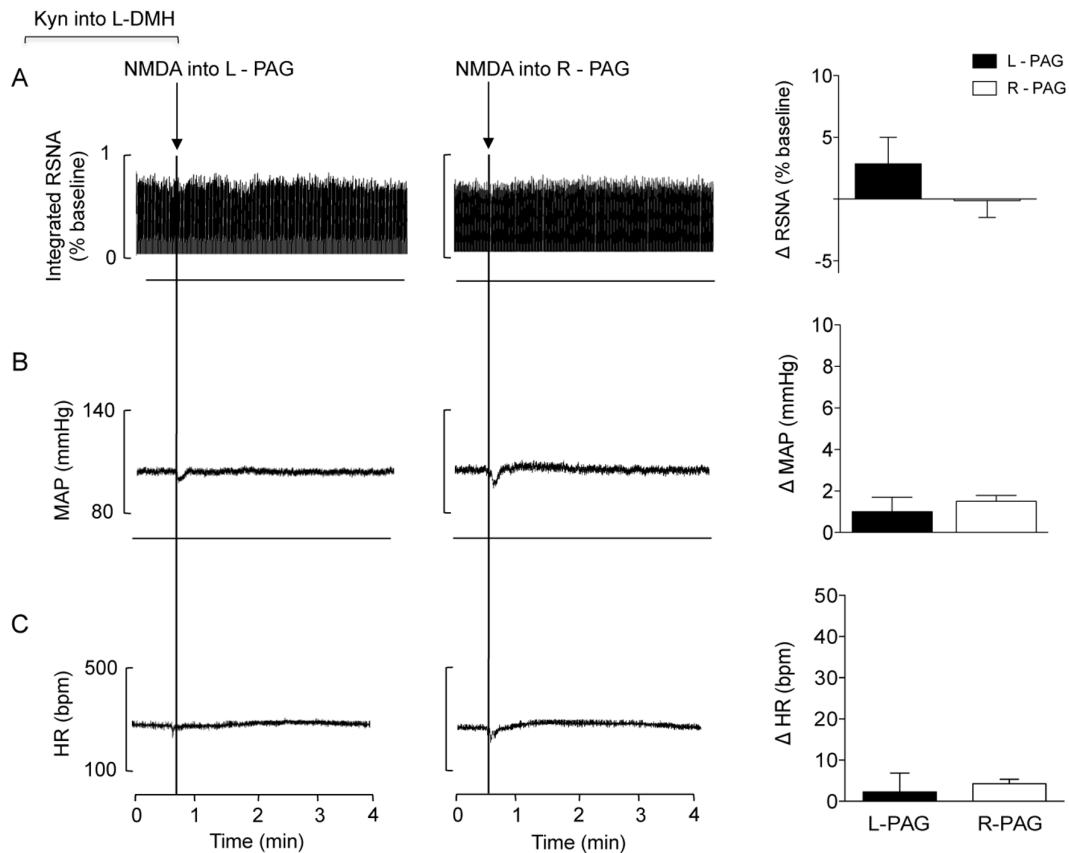 Kyn into L-DMH
NMDA into L - PAG
NMDA into R - PAG
L - PAG
R - PAG
A
Integrated RSNA
(% baseline)
1
0
Δ RSNA (% baseline)
10
5
-5
B
MAP (mmHg)
140
80
Δ MAP (mmHg)
10
8
6
4
2
0
C
HR (bpm)
500
100
0 1 2 3 4
Time (min)
0 1 2 3 4
Time (min)
Δ HR (bpm)
50
40
30
20
10
0
L-PAG R-PAG